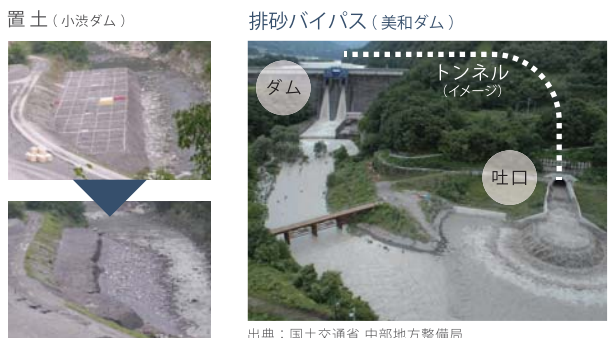 置土（小渋ダム）
排砂バイパス（美和ダム）
ダム
トンネル
（イメージ）
吐口
出典：国土交通省 中部地方整備局